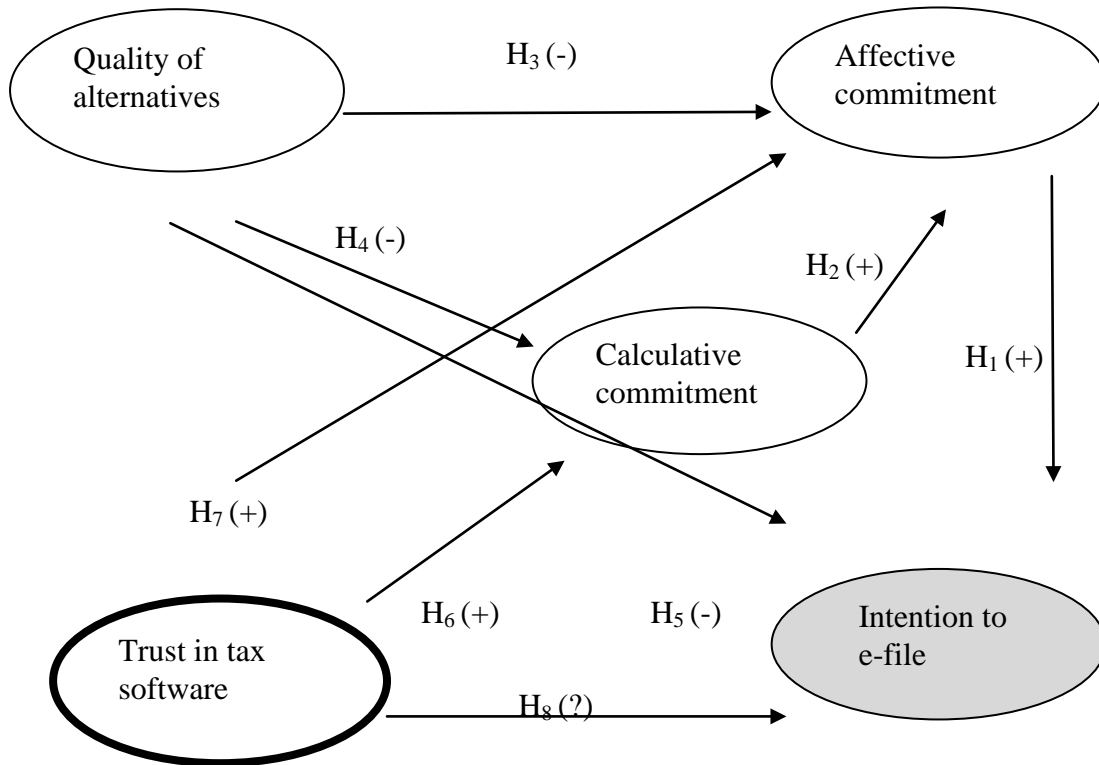 Quality of
alternatives
H₃ (-)
Affective
commitment
H₄ (-)
H₂ (+)
Calculative
commitment
H₁ (+)
H₇ (+)
H₆ (+)
H₅ (-)
Intention to
e-file
Trust in tax
software
H₈ (?)